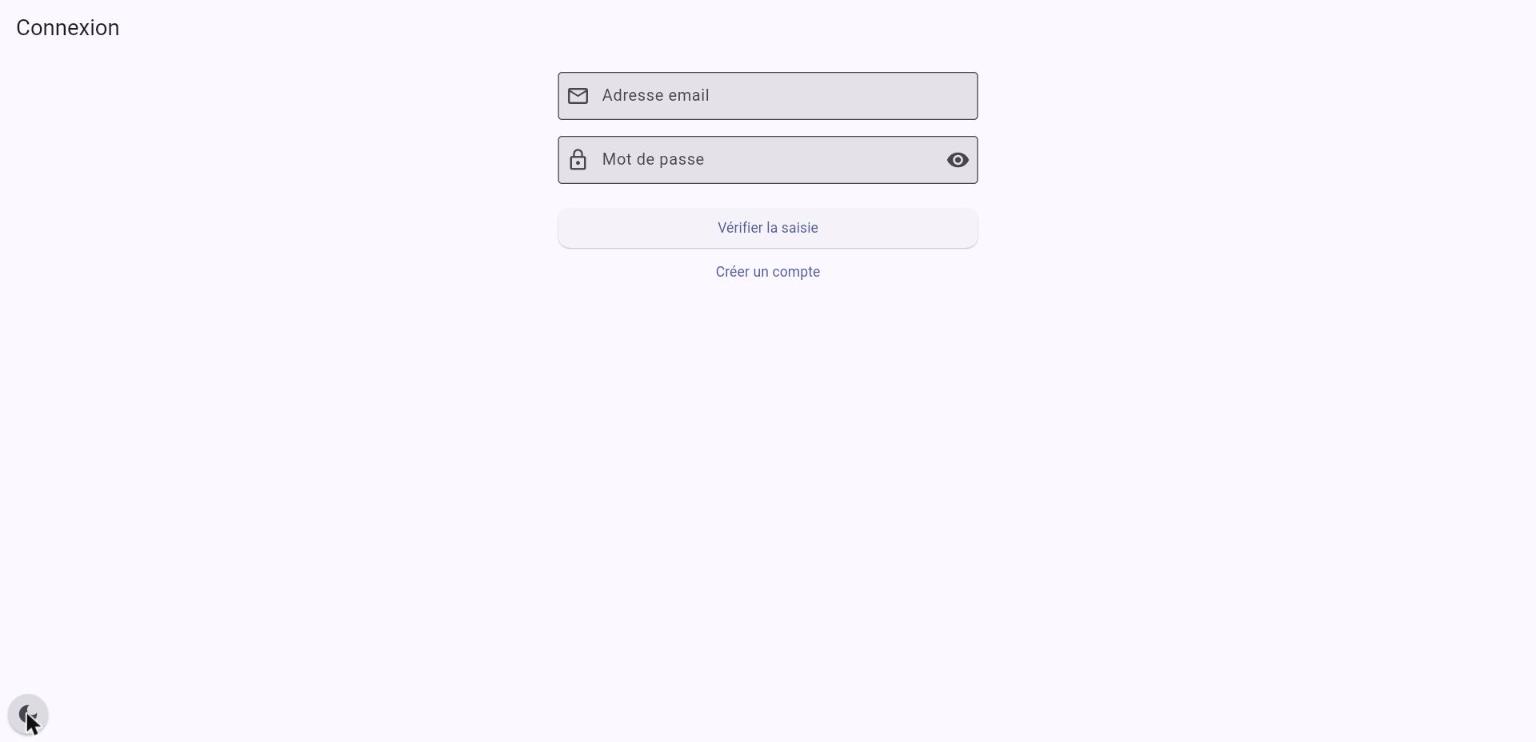 Connexion
Adresse email
Mot de passe
Vérifier la saisie
Créer un compte